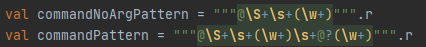 val commandNoArgPattern = """@\S+\s+(\w+)""".r
val commandPattern = """@\S+\s+(\w+)\s+@?(\w+)""".r